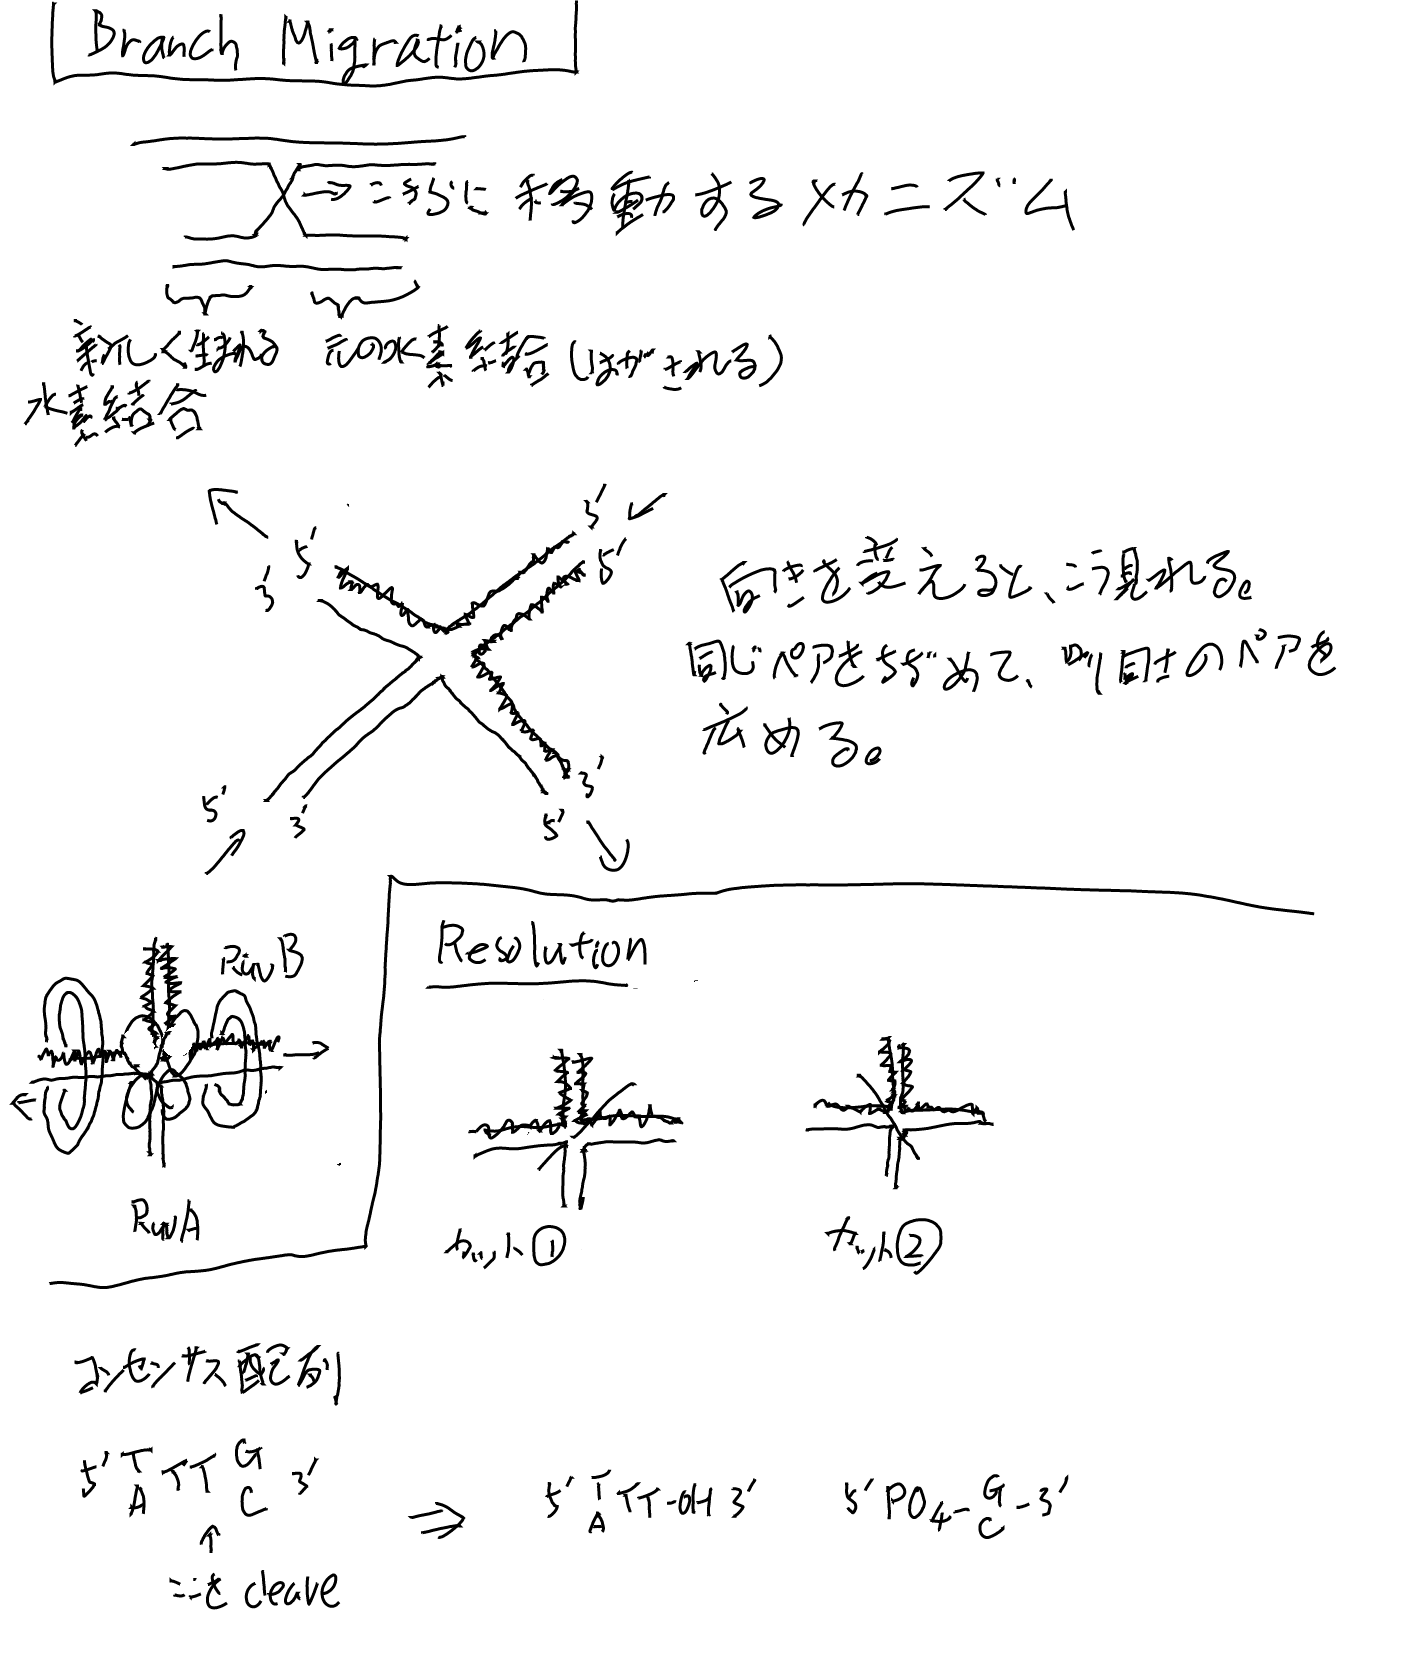 Branch Migration
→こちらに移動するメカニズム
新しく生まれる
水素結合
元の水素結合(はがされる)
5' 3'
3' 5'
向きを変えると、こう見れる。
同じペアをちぢめて、のペアを
広める。
5' 3'
3' 5'
RuvB
RuvA
Resolution
カット①
カット②
コンセンサス配列
5' T/A TT G/C 3'
↑
ここを cleave
⇒
5' T/A TT-OH 3'
5' PO4-G/C-3'